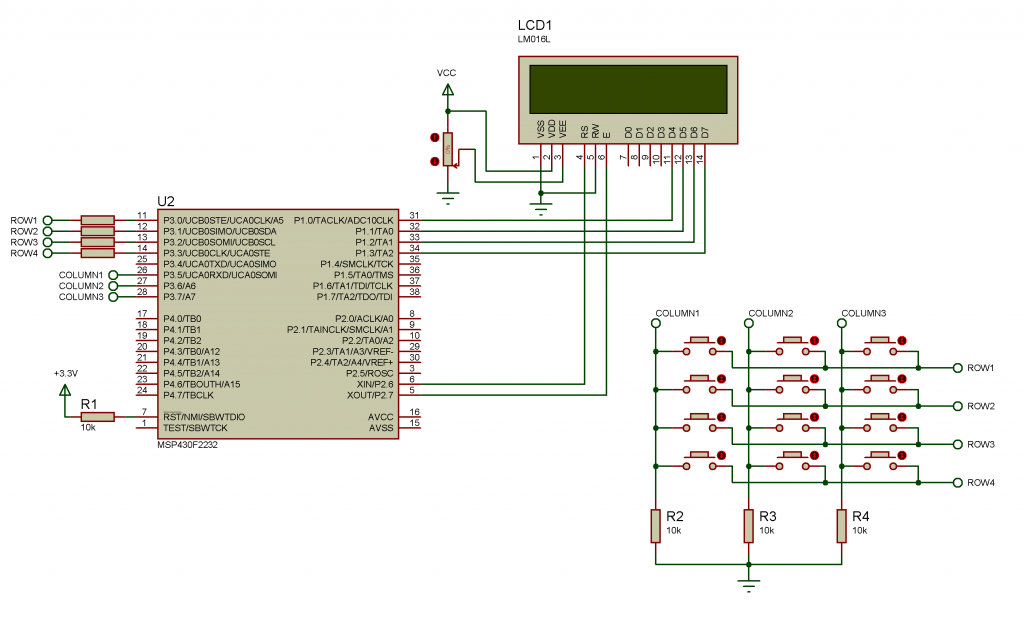 LCD1
LM016L
VCC
VSS
VDD
VEE
RS
RW
E
D0
D1
D2
D3
D4
D5
D6
D7
1
2
3
4
5
6
7
8
9
10
11
12
13
14
U2
ROW1
ROW2
ROW3
ROW4
COLUMN1
COLUMN2
COLUMN3
11 P3.0/UCB0STE/UCA0CLK/A5
12 P3.1/UCB0SIMO/UCB0SDA
13 P3.2/UCB0SOMI/UCB0SCL
14 P3.3/UCB0CLK/UCA0STE
25 P3.4/UCA0TXD/UCA0SIMO
26 P3.5/UCA0RXD/UCA0SOMI
27 P3.6/A6
28 P3.7/A7
17 P4.0/TB0
18 P4.1/TB1
19 P4.2/TB2
20 P4.3/TB0/A12
21 P4.4/TB1/A13
22 P4.5/TB2/A14
23 P4.6/TBOUTH/A15
24 P4.7/TBCLK
7 RST/NMI/SBWTDIO
1 TEST/SBWTCK
P1.0/TACLK/ADC10CLK 31
P1.1/TA0 32
P1.2/TA1 33
P1.3/TA2 34
P1.4/SMCLK/TCK 35
P1.5/TA0/TMS 36
P1.6/TA1/TDI/TCLK 37
P1.7/TA2/TDO/TDI 38
P2.0/ACLK/A0 8
P2.1/TAINCLK/SMCLK/A1 9
P2.2/TA0/A2 10
P2.3/TA1/A3/VREF- 29
P2.4/TA2/A4/VREF+ 30
P2.5/ROSC 3
XIN/P2.6 6
XOUT/P2.7 5
AVCC 16
AVSS 15
+3.3V
R1
10k
MSP430F2232
COLUMN1
COLUMN2
COLUMN3
ROW1
ROW2
ROW3
ROW4
R2
10k
R3
10k
R4
10k